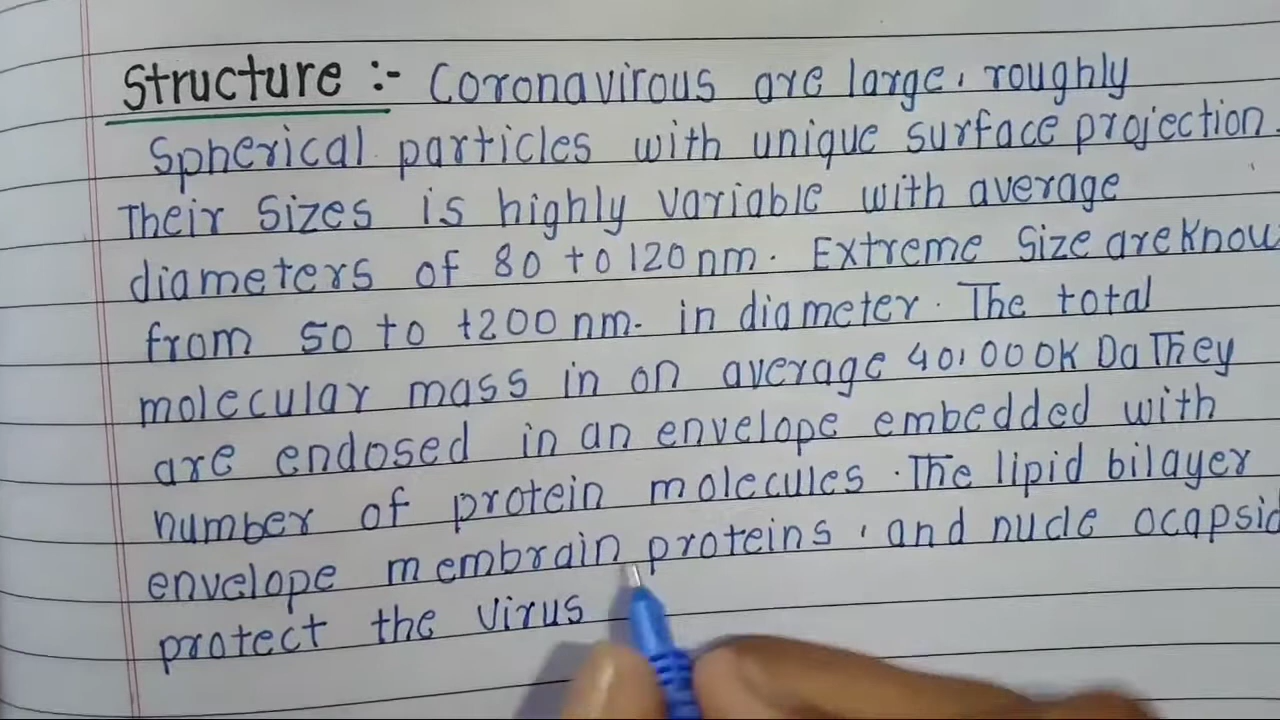 Structure :- Coronavirous are large, roughly
Spherical particles with unique surface projection.
Their Sizes is highly variable with average
diameters of 80 to 120 nm. Extreme Size are Know
from 50 to t200 nm. in diameter. The total
molecular mass in on average 40,000K Da They
are endosed in an envelope embedded with
number of protein molecules. The lipid bilayer
envelope membrain proteins, and nucle ocapsid
protect the virus